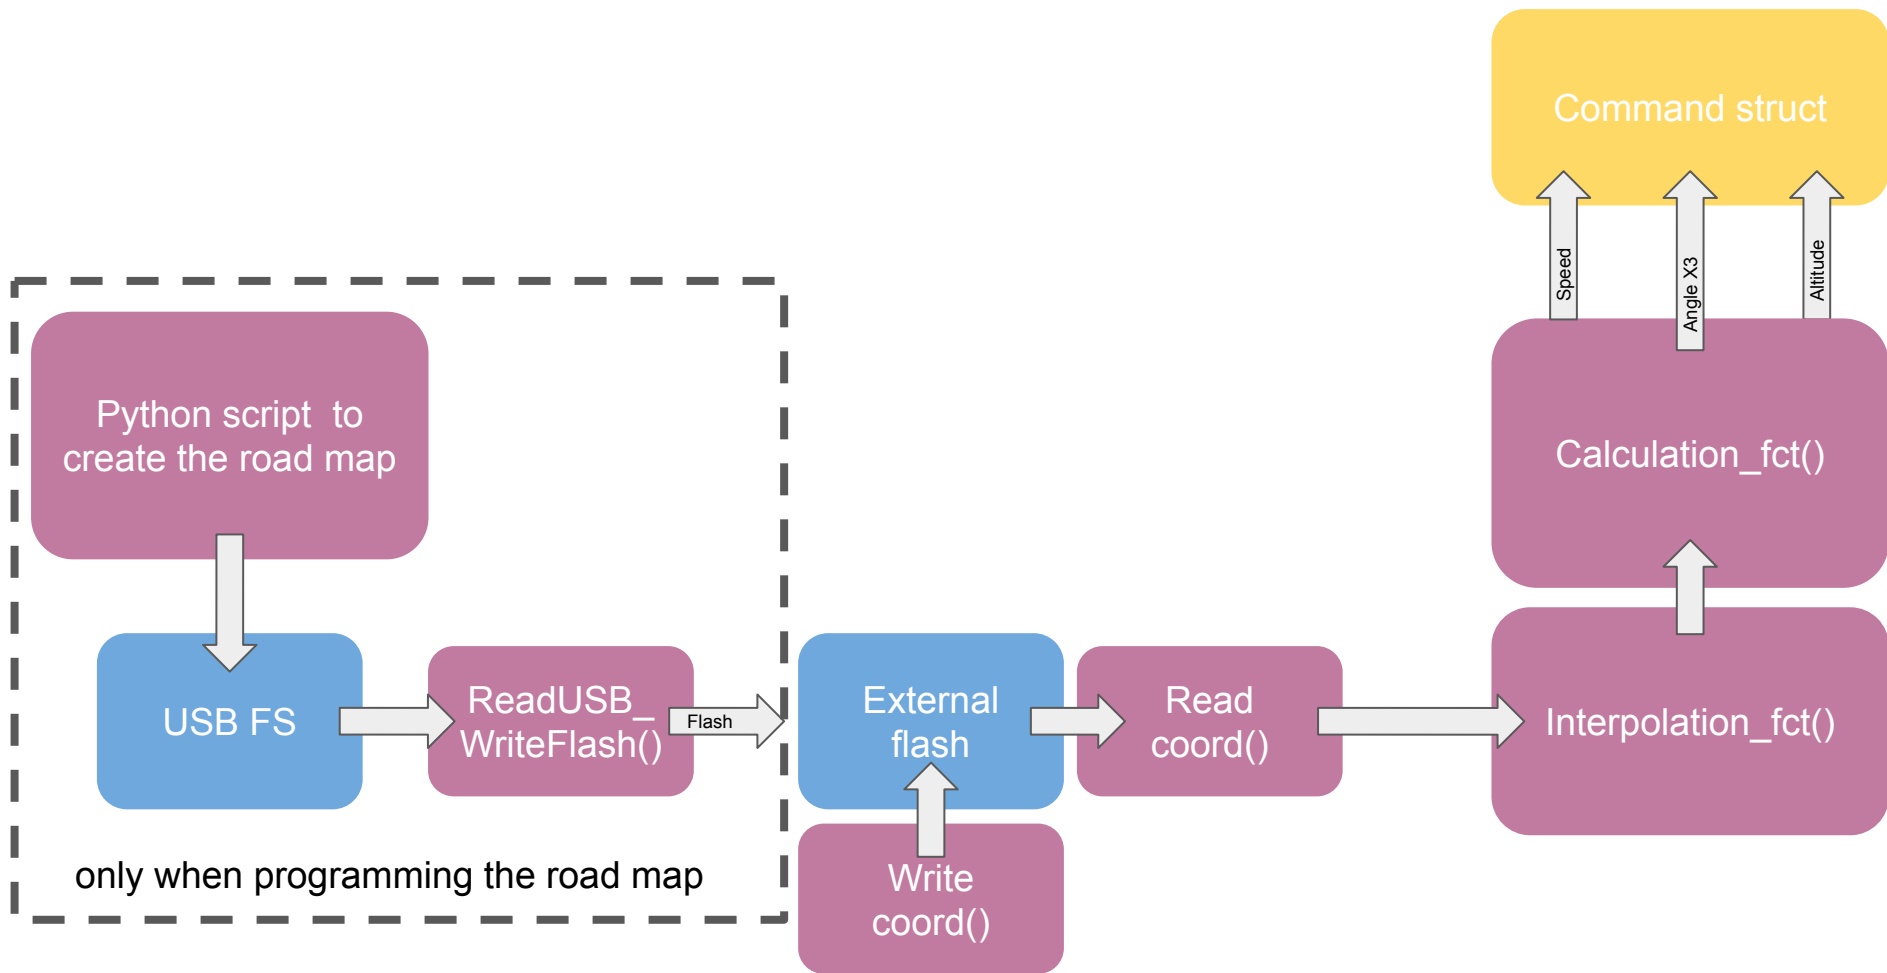 Command struct
Speed
Angle X3
Altitude
Python script  to
create the road map
Calculation_fct()
USB FS
ReadUSB_
WriteFlash()
Flash
External
flash
Read
coord()
Interpolation_fct()
only when programming the road map
Write
coord()